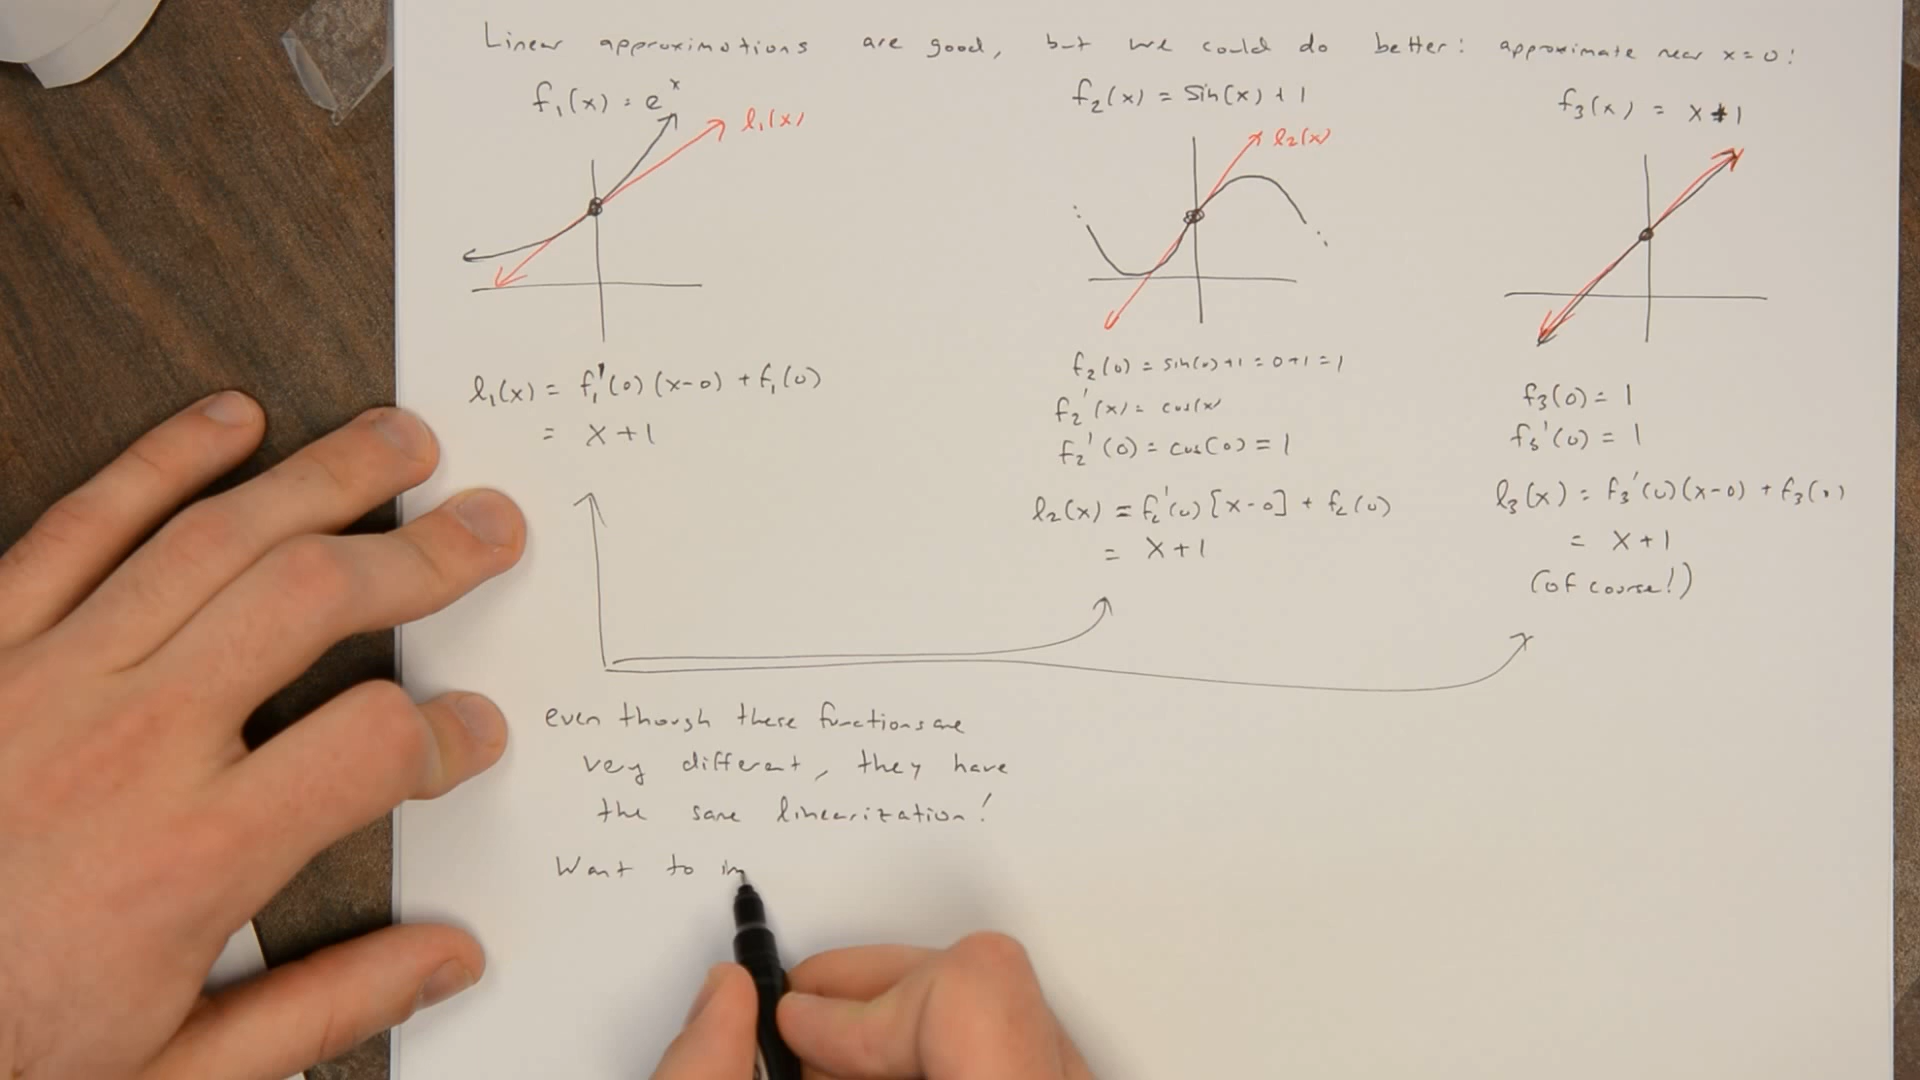 Linear approximations are good, but we could do better: approximate near x=0!
f₁(x) = eˣ
l₁(x)
l₁(x) = f₁'(0)(x-0) + f₁(0)
= x+1
f₂(x) = sin(x)+1
l₂(x)
f₂(0) = sin(0)+1 = 0+1 = 1
f₂'(x) = cos(x)
f₂'(0) = cos(0) = 1
l₂(x) = f₂'(0)[x-0] + f₂(0)
= x+1
f₃(x) = x+1
f₃(0) = 1
f₃'(0) = 1
l₃(x) = f₃'(0)(x-0) + f₃(0)
= x+1
(of course!)
even though these functions are
very different, they have
the same linearization!
Want to im